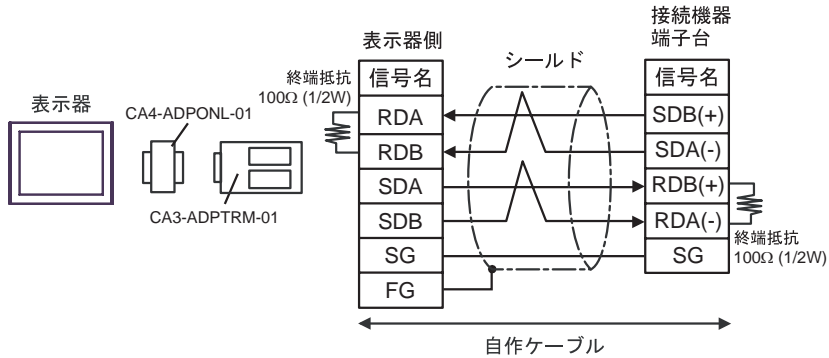 表示器
CA4-ADPONL-01
CA3-ADPTRM-01
表示器側
終端抵抗
100Ω (1/2W)
信号名
RDA
RDB
SDA
SDB
SG
FG
シールド
接続機器
端子台
信号名
SDB(+)
SDA(-)
RDB(+)
RDA(-)
SG
終端抵抗
100Ω (1/2W)
自作ケーブル